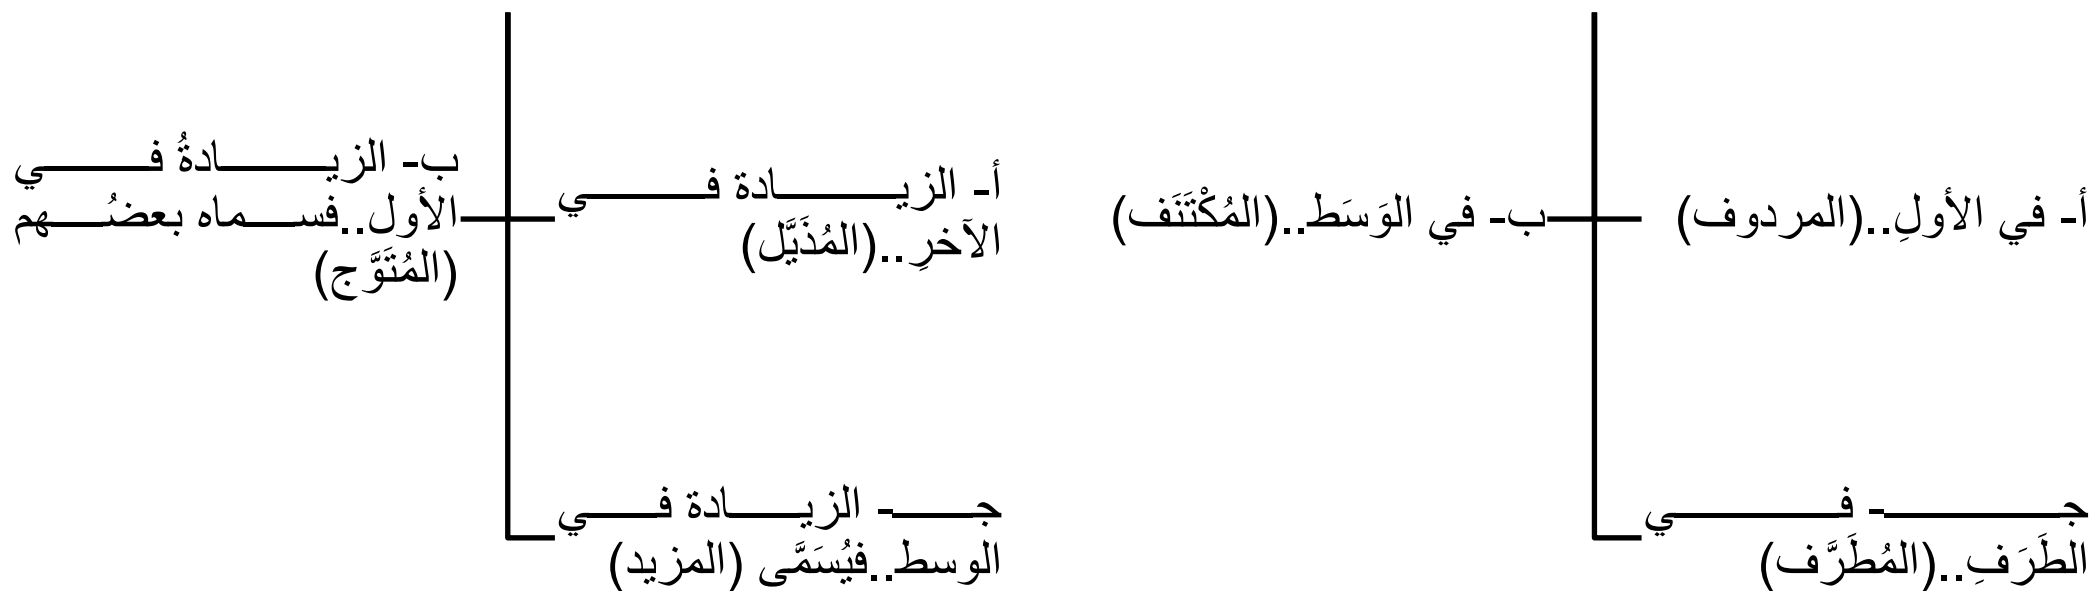 أ- في الأولِ..(المردوف)
ب- في الوَسَط..(المُكْتَنَف)
جـ- في
الطَرَفِ..(المُطَرَّف)
أ- الزيادة في
الآخرِ..(المُذَيَّل)
ب- الزيادةُ في
الأول..فسماه بعضُهم
(المُتَوَّج)
جـ- الزيادة في
الوسط..فيُسَمَّى (المزيد)